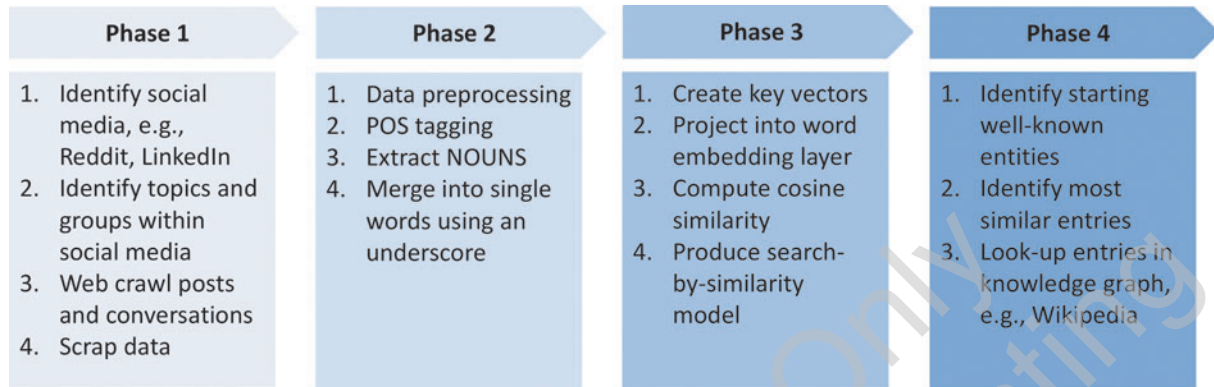 Phase 1
1. Identify social
media, e.g.,
Reddit, LinkedIn
2. Identify topics and
groups within
social media
3. Web crawl posts
and conversations
4. Scrap data
Phase 2
1. Data preprocessing
2. POS tagging
3. Extract NOUNS
4. Merge into single
words using an
underscore
Phase 3
1. Create key vectors
2. Project into word
embedding layer
3. Compute cosine
similarity
4. Produce search-
by-similarity
model
Phase 4
1. Identify starting
well-known
entities
2. Identify most
similar entries
3. Look-up entries in
knowledge graph,
e.g., Wikipedia
Only